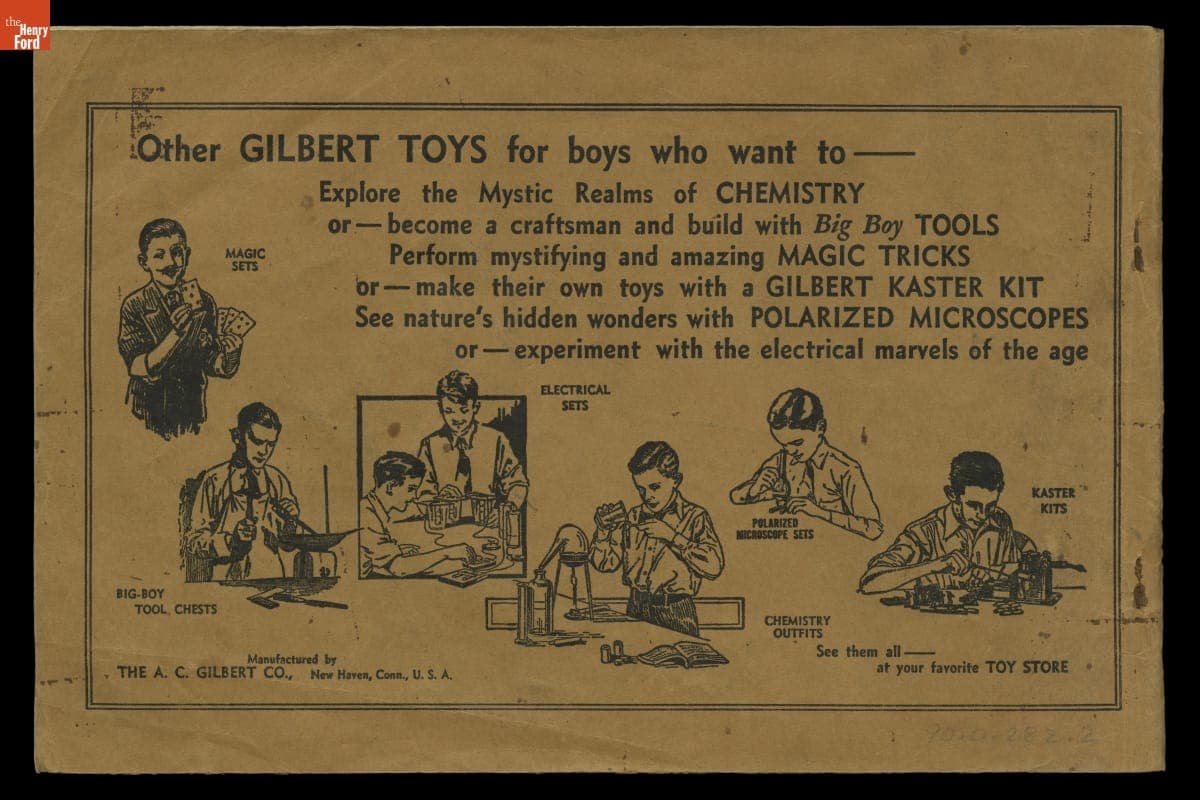 the
Henry
Ford
Other GILBERT TOYS for boys who want to —
Explore the Mystic Realms of CHEMISTRY
or — become a craftsman and build with Big Boy TOOLS
Perform mystifying and amazing MAGIC TRICKS
or — make their own toys with a GILBERT KASTER KIT
See nature's hidden wonders with POLARIZED MICROSCOPES
or — experiment with the electrical marvels of the age
MAGIC
SETS
ELECTRICAL
SETS
POLARIZED
MICROSCOPE SETS
KASTER
KITS
BIG-BOY
TOOL CHESTS
CHEMISTRY
OUTFITS
Manufactured by
THE A. C. GILBERT CO., New Haven, Conn., U. S. A.
See them all —
at your favorite TOY STORE